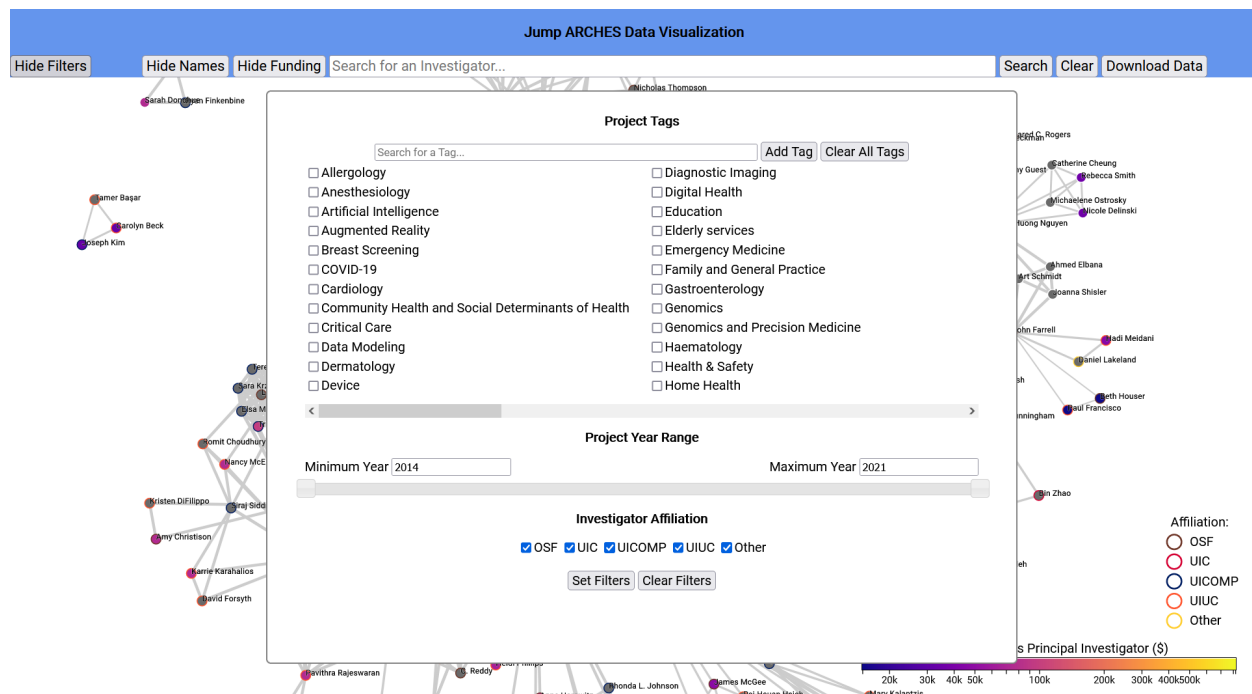 Jump ARCHES Data Visualization
Hide Filters Hide Names Hide Funding Search for an Investigator... Search Clear Download Data
Nicholas Thompson
Finkenbine
Project Tags
Search for a Tag... Add Tag Clear All Tags
Allergology
Anesthesiology
Artificial Intelligence
Augmented Reality
Breast Screening
COVID-19
Cardiology
Community Health and Social Determinants of Health
Critical Care
Data Modeling
Dermatology
Device
Diagnostic Imaging
Digital Health
Education
Elderly services
Emergency Medicine
Family and General Practice
Gastroenterology
Genomics
Genomics and Precision Medicine
Haematology
Health & Safety
Home Health
Project Year Range
Minimum Year 2014
Maximum Year 2021
Investigator Affiliation
OSF UIC UICOMP UIUC Other
Set Filters Clear Filters
Tamer Başar
Carolyn Beck
Joseph Kim
Romit Choudhury
Kristen DiFilippo
Amy Christison
Karrie Karahalios
David Forsyth
Pavithra Rajeswaran
C. Rogers
Catherine Cheung
Rebecca Smith
Guest
Michaelene Ostrosky
Nicole Delinski
Nguyen
Ahmed Elbana
Art Schmidt
Joanna Shisler
Farrell
Hadi Meidani
Daniel Lakeland
Beth Houser
Paul Francisco
Bin Zhao
Reddy
Rhonda L. Johnson
James McGee
Mary Kalantzis
Affiliation:
OSF
UIC
UICOMP
UIUC
Other
s Principal Investigator ($)
20k 30k 40k 50k 100k 200k 300k 400k 500k